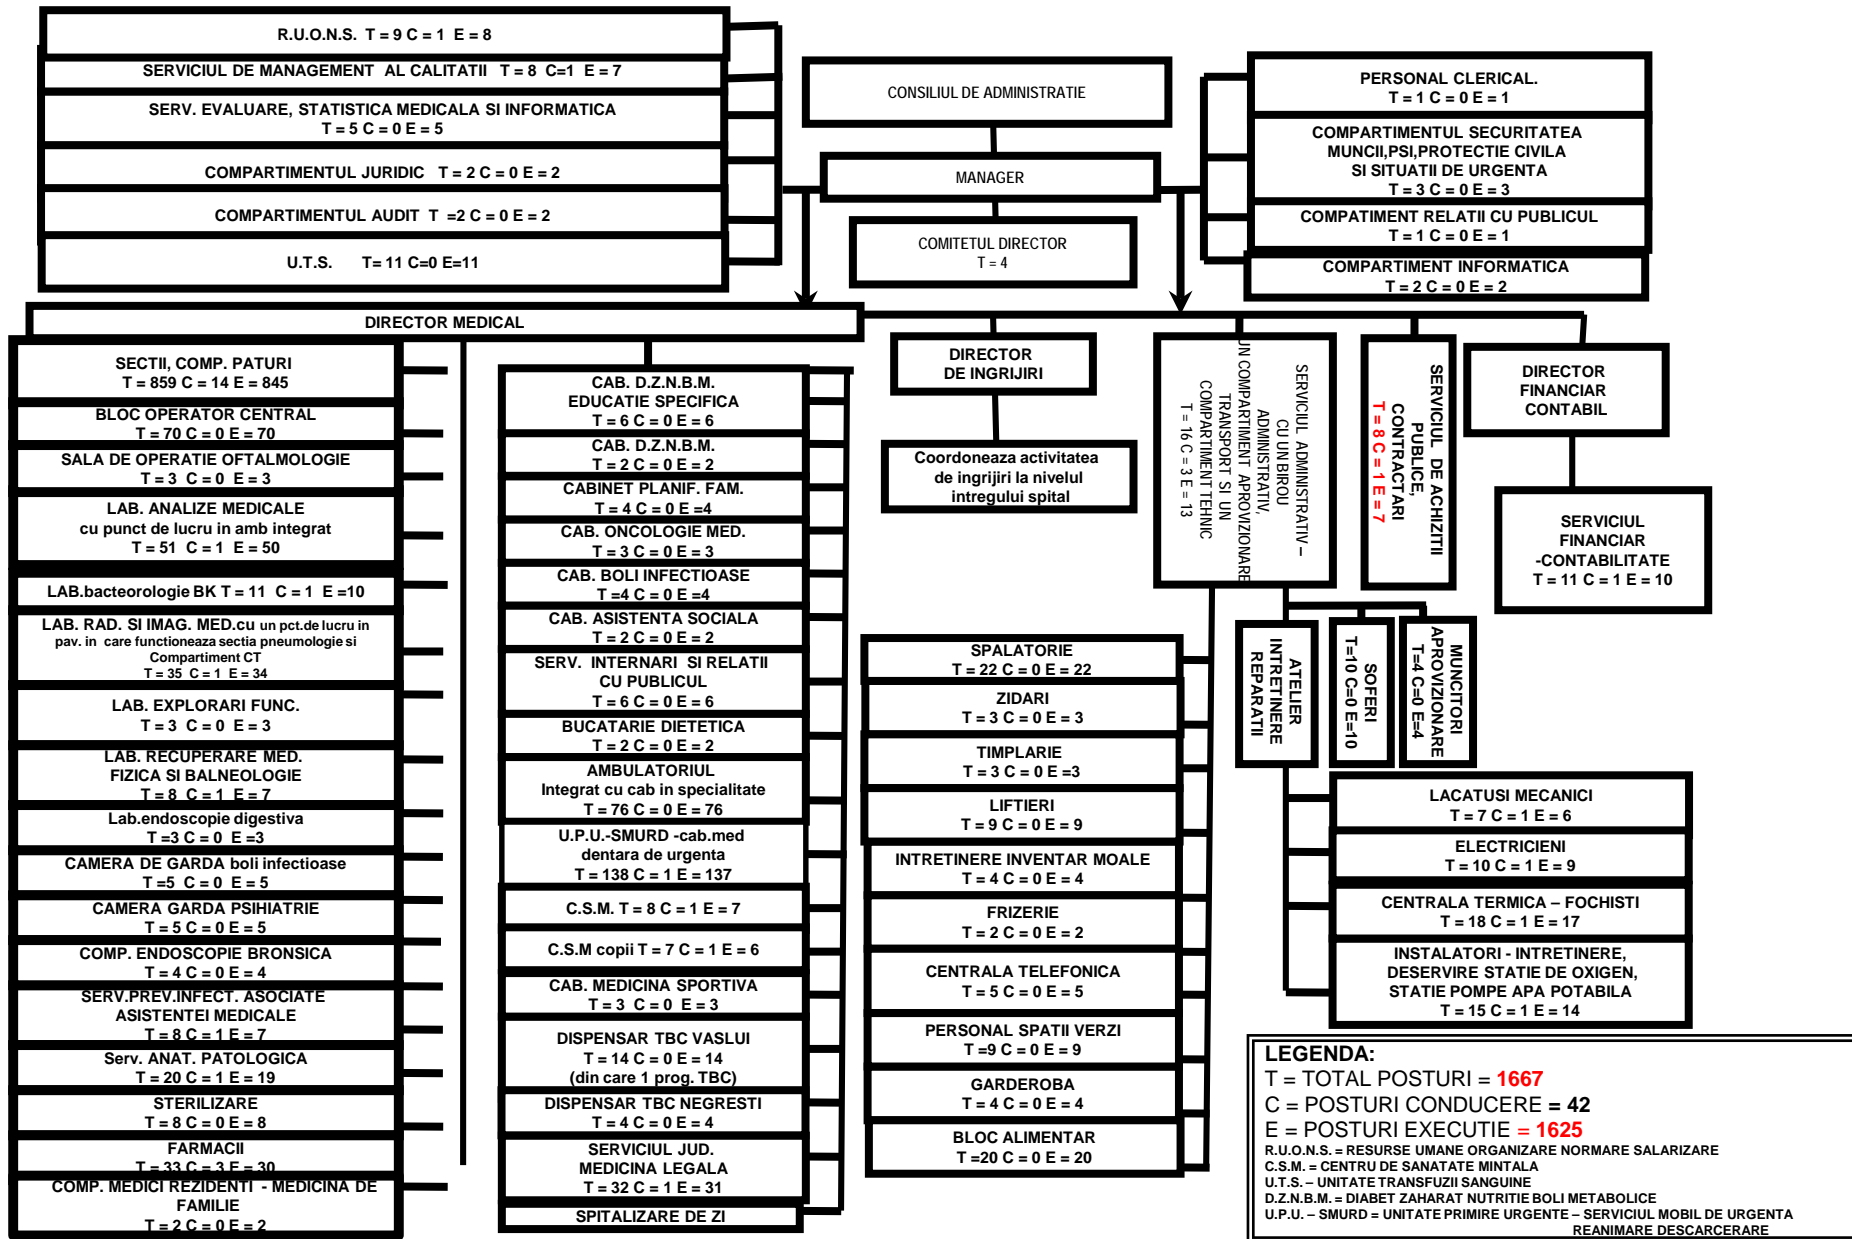 R.U.O.N.S. T = 9 C = 1 E = 8
SERVICIUL DE MANAGEMENT AL CALITATII T = 8 C=1 E = 7
SERV. EVALUARE, STATISTICA MEDICALA SI INFORMATICA
T = 5 C = 0 E = 5
COMPARTIMENTUL JURIDIC T = 2 C = 0 E = 2
COMPARTIMENTUL AUDIT T =2 C = 0 E = 2
U.T.S. T= 11 C=0 E=11
CONSILIUL DE ADMINISTRATIE
MANAGER
COMITETUL DIRECTOR
T = 4
PERSONAL CLERICAL.
T = 1 C = 0 E = 1
COMPARTIMENTUL SECURITATEA
MUNCII,PSI,PROTECTIE CIVILA
SI SITUATII DE URGENTA
T = 3 C = 0 E = 3
COMPATIMENT RELATII CU PUBLICUL
T = 1 C = 0 E = 1
COMPARTIMENT INFORMATICA
T = 2 C = 0 E = 2
DIRECTOR MEDICAL
SECTII, COMP. PATURI
T = 859 C = 14 E = 845
BLOC OPERATOR CENTRAL
T = 70 C = 0 E = 70
SALA DE OPERATIE OFTALMOLOGIE
T = 3 C = 0 E = 3
LAB. ANALIZE MEDICALE
cu punct de lucru in amb integrat
T = 51 C = 1 E = 50
LAB.bacteorologie BK T = 11 C = 1 E =10
LAB. RAD. SI IMAG. MED.cu un pct.de lucru in
pav. in care functioneaza sectia pneumologie si
Compartiment CT
T = 35 C = 1 E = 34
LAB. EXPLORARI FUNC.
T = 3 C = 0 E = 3
LAB. RECUPERARE MED.
FIZICA SI BALNEOLOGIE
T = 8 C = 1 E = 7
Lab.endoscopie digestiva
T =3 C = 0 E =3
CAMERA DE GARDA boli infectioase
T =5 C = 0 E = 5
CAMERA GARDA PSIHIATRIE
T = 5 C = 0 E = 5
COMP. ENDOSCOPIE BRONSICA
T = 4 C = 0 E = 4
SERV.PREV.INFECT. ASOCIATE
ASISTENTEI MEDICALE
T = 8 C = 1 E = 7
Serv. ANAT. PATOLOGICA
T = 20 C = 1 E = 19
STERILIZARE
T = 8 C = 0 E = 8
FARMACII
T = 33 C = 3 E = 30
COMP. MEDICI REZIDENTI - MEDICINA DE
FAMILIE
T = 2 C = 0 E = 2
CAB. D.Z.N.B.M.
EDUCATIE SPECIFICA
T = 6 C = 0 E = 6
CAB. D.Z.N.B.M.
T = 2 C = 0 E = 2
CABINET PLANIF. FAM.
T = 4 C = 0 E =4
CAB. ONCOLOGIE MED.
T = 3 C = 0 E = 3
CAB. BOLI INFECTIOASE
T =4 C = 0 E =4
CAB. ASISTENTA SOCIALA
T = 2 C = 0 E = 2
SERV. INTERNARI SI RELATII
CU PUBLICUL
T = 6 C = 0 E = 6
BUCATARIE DIETETICA
T = 2 C = 0 E = 2
AMBULATORIUL
Integrat cu cab in specialitate
T = 76 C = 0 E = 76
U.P.U.-SMURD -cab.med
dentara de urgenta
T = 138 C = 1 E = 137
C.S.M. T = 8 C = 1 E = 7
C.S.M copii T = 7 C = 1 E = 6
CAB. MEDICINA SPORTIVA
T = 3 C = 0 E = 3
DISPENSAR TBC VASLUI
T = 14 C = 0 E = 14
(din care 1 prog. TBC)
DISPENSAR TBC NEGRESTI
T = 4 C = 0 E = 4
SERVICIUL JUD.
MEDICINA LEGALA
T = 32 C = 1 E = 31
SPITALIZARE DE ZI
DIRECTOR
DE INGRIJIRI
Coordoneaza activitatea
de ingrijiri la nivelul
intregului spital
SERVICIUL ADMINISTRATIV –
CU UN BIROU
ADMINISTRATIV,
UN COMPARTIMENT APROVIZIONARE
TRANSPORT SI UN
COMPARTIMENT TEHNIC
T = 16 C = 3 E = 13
SERVICIUL DE ACHIZITII
PUBLICE,
CONTRACTARI
T = 8 C = 1 E = 7
DIRECTOR
FINANCIAR
CONTABIL
SERVICIUL
FINANCIAR
-CONTABILITATE
T = 11 C = 1 E = 10
SPALATORIE
T = 22 C = 0 E = 22
ZIDARI
T = 3 C = 0 E = 3
TIMPLARIE
T = 3 C = 0 E =3
LIFTIERI
T = 9 C = 0 E = 9
INTRETINERE INVENTAR MOALE
T = 4 C = 0 E = 4
FRIZERIE
T = 2 C = 0 E = 2
CENTRALA TELEFONICA
T = 5 C = 0 E = 5
PERSONAL SPATII VERZI
T =9 C = 0 E = 9
GARDEROBA
T = 4 C = 0 E = 4
BLOC ALIMENTAR
T =20 C = 0 E = 20
ATELIER
INTRETINERE
REPARATII
SOFERI
T=10 C=0 E=10
MUNCITORI
APROVIZIONARE
T=4 C=0 E=4
LACATUSI MECANICI
T = 7 C = 1 E = 6
ELECTRICIENI
T = 10 C = 1 E = 9
CENTRALA TERMICA – FOCHISTI
T = 18 C = 1 E = 17
INSTALATORI - INTRETINERE,
DESERVIRE STATIE DE OXIGEN,
STATIE POMPE APA POTABILA
T = 15 C = 1 E = 14
LEGENDA:
T = TOTAL POSTURI = 1667
C = POSTURI CONDUCERE = 42
E = POSTURI EXECUTIE = 1625
R.U.O.N.S. = RESURSE UMANE ORGANIZARE NORMARE SALARIZARE
C.S.M. = CENTRU DE SANATATE MINTALA
U.T.S. – UNITATE TRANSFUZII SANGUINE
D.Z.N.B.M. = DIABET ZAHARAT NUTRITIE BOLI METABOLICE
U.P.U. – SMURD = UNITATE PRIMIRE URGENTE – SERVICIUL MOBIL DE URGENTA
REANIMARE DESCARCERARE